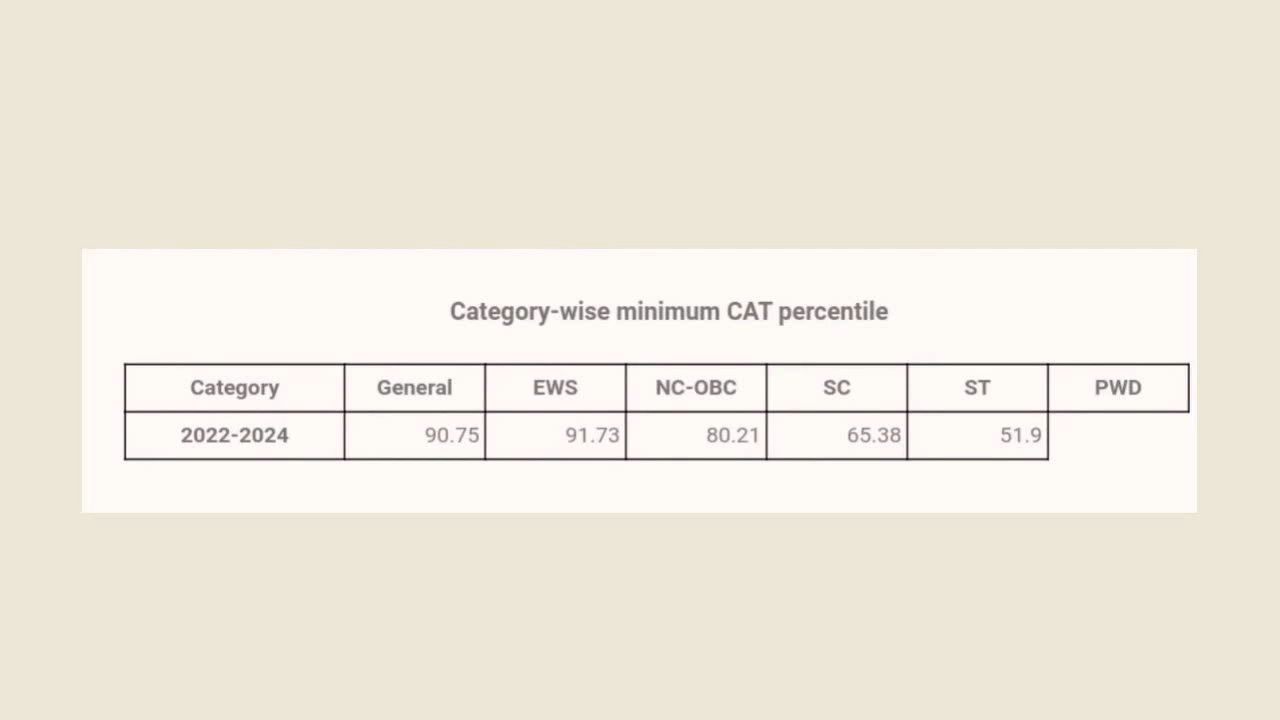 Category-wise minimum CAT percentile
Category General EWS NC-OBC SC ST PWD
2022-2024 90.75 91.73 80.21 65.38 51.9